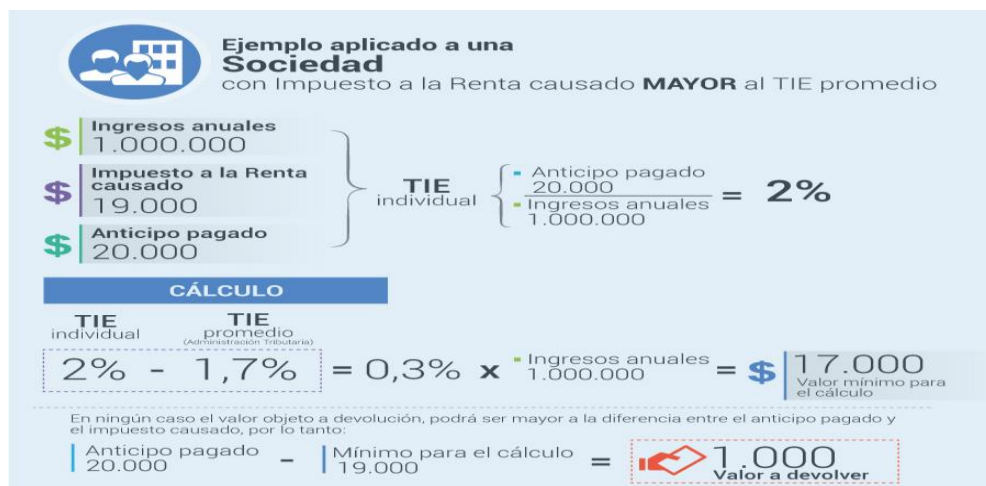 Ejemplo aplicado a una
Sociedad
con Impuesto a la Renta causado MAYOR al TIE promedio
$ Ingresos anuales
1.000.000
$ Impuesto a la Renta
causado
19.000
$ Anticipo pagado
20.000
TIE
individual
Anticipo pagado
20.000
Ingresos anuales
1.000.000
= 2%
CÁLCULO
TIE
individual
TIE
promedio
(Administración Tributaria)
2% - 1,7% = 0,3% x
Ingresos anuales
1.000.000
= $ 17.000
Valor mínimo para
el cálculo
En ningún caso el valor objeto a devolución, podrá ser mayor a la diferencia entre el anticipo pagado y
el impuesto causado, por lo tanto:
Anticipo pagado
20.000
-
Mínimo para el cálculo
19.000
=
1.000
Valor a devolver